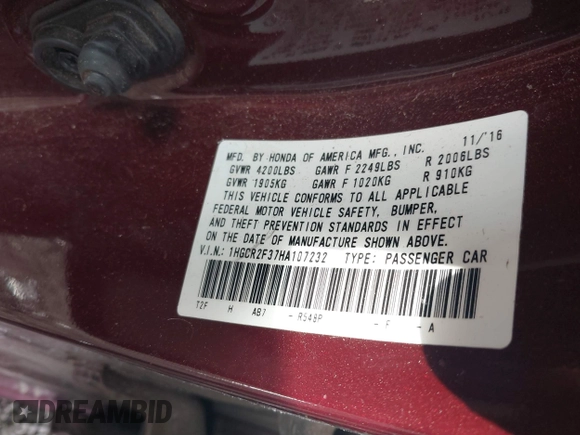 MFD. BY HONDA OF AMERICA MFG., INC. 11/'16
GVWR 4200LBS GAWR F 2249LBS R 2006LBS
GVWR 1905KG GAWR F 1020KG R 910KG
THIS VEHICLE CONFORMS TO ALL APPLICABLE
FEDERAL MOTOR VEHICLE SAFETY, BUMPER,
AND THEFT PREVENTION STANDARDS IN EFFECT
ON THE DATE OF MANUFACTURE SHOWN ABOVE.
V.I.N.: 1HGCR2F37HA107232 TYPE: PASSENGER CAR
T2F H AB7 - R548P - E - A
DREAMBID